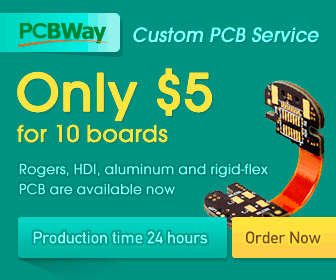 PCBWay
Custom PCB Service
Only $5
for 10 boards
Rogers, HDI, aluminum and rigid-flex
PCB are available now
Production time 24 hours
Order Now